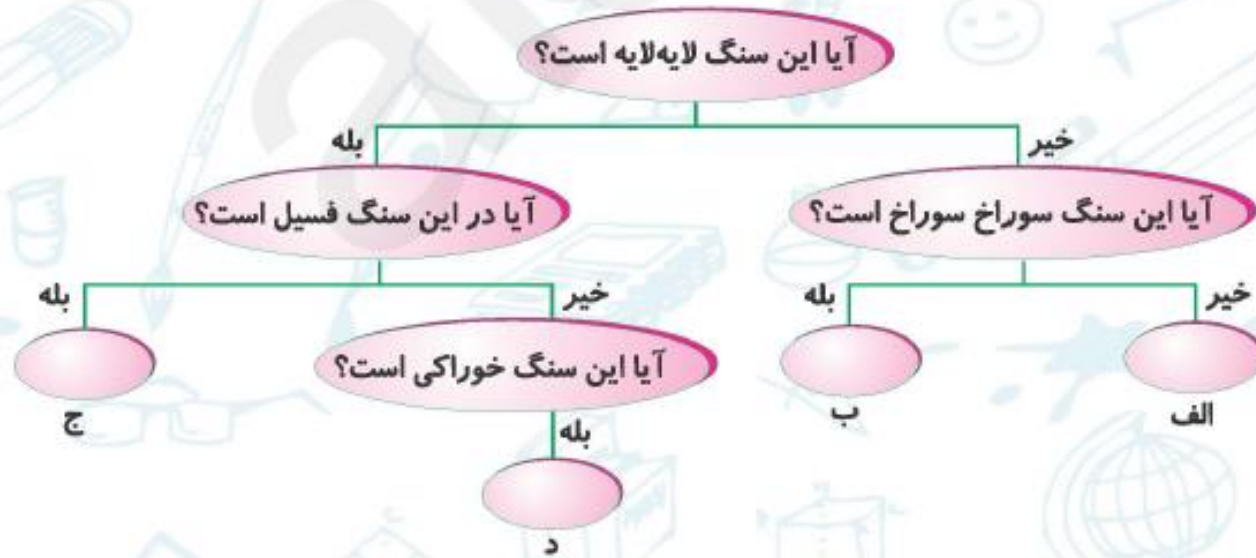 آیا این سنگ لایه‌لایه است؟
خیر
بله
آیا این سنگ سوراخ سوراخ است؟
آیا در این سنگ فسیل است؟
خیر
بله
خیر
بله
آیا این سنگ خوراکی است؟
الف
ب
ج
بله
د